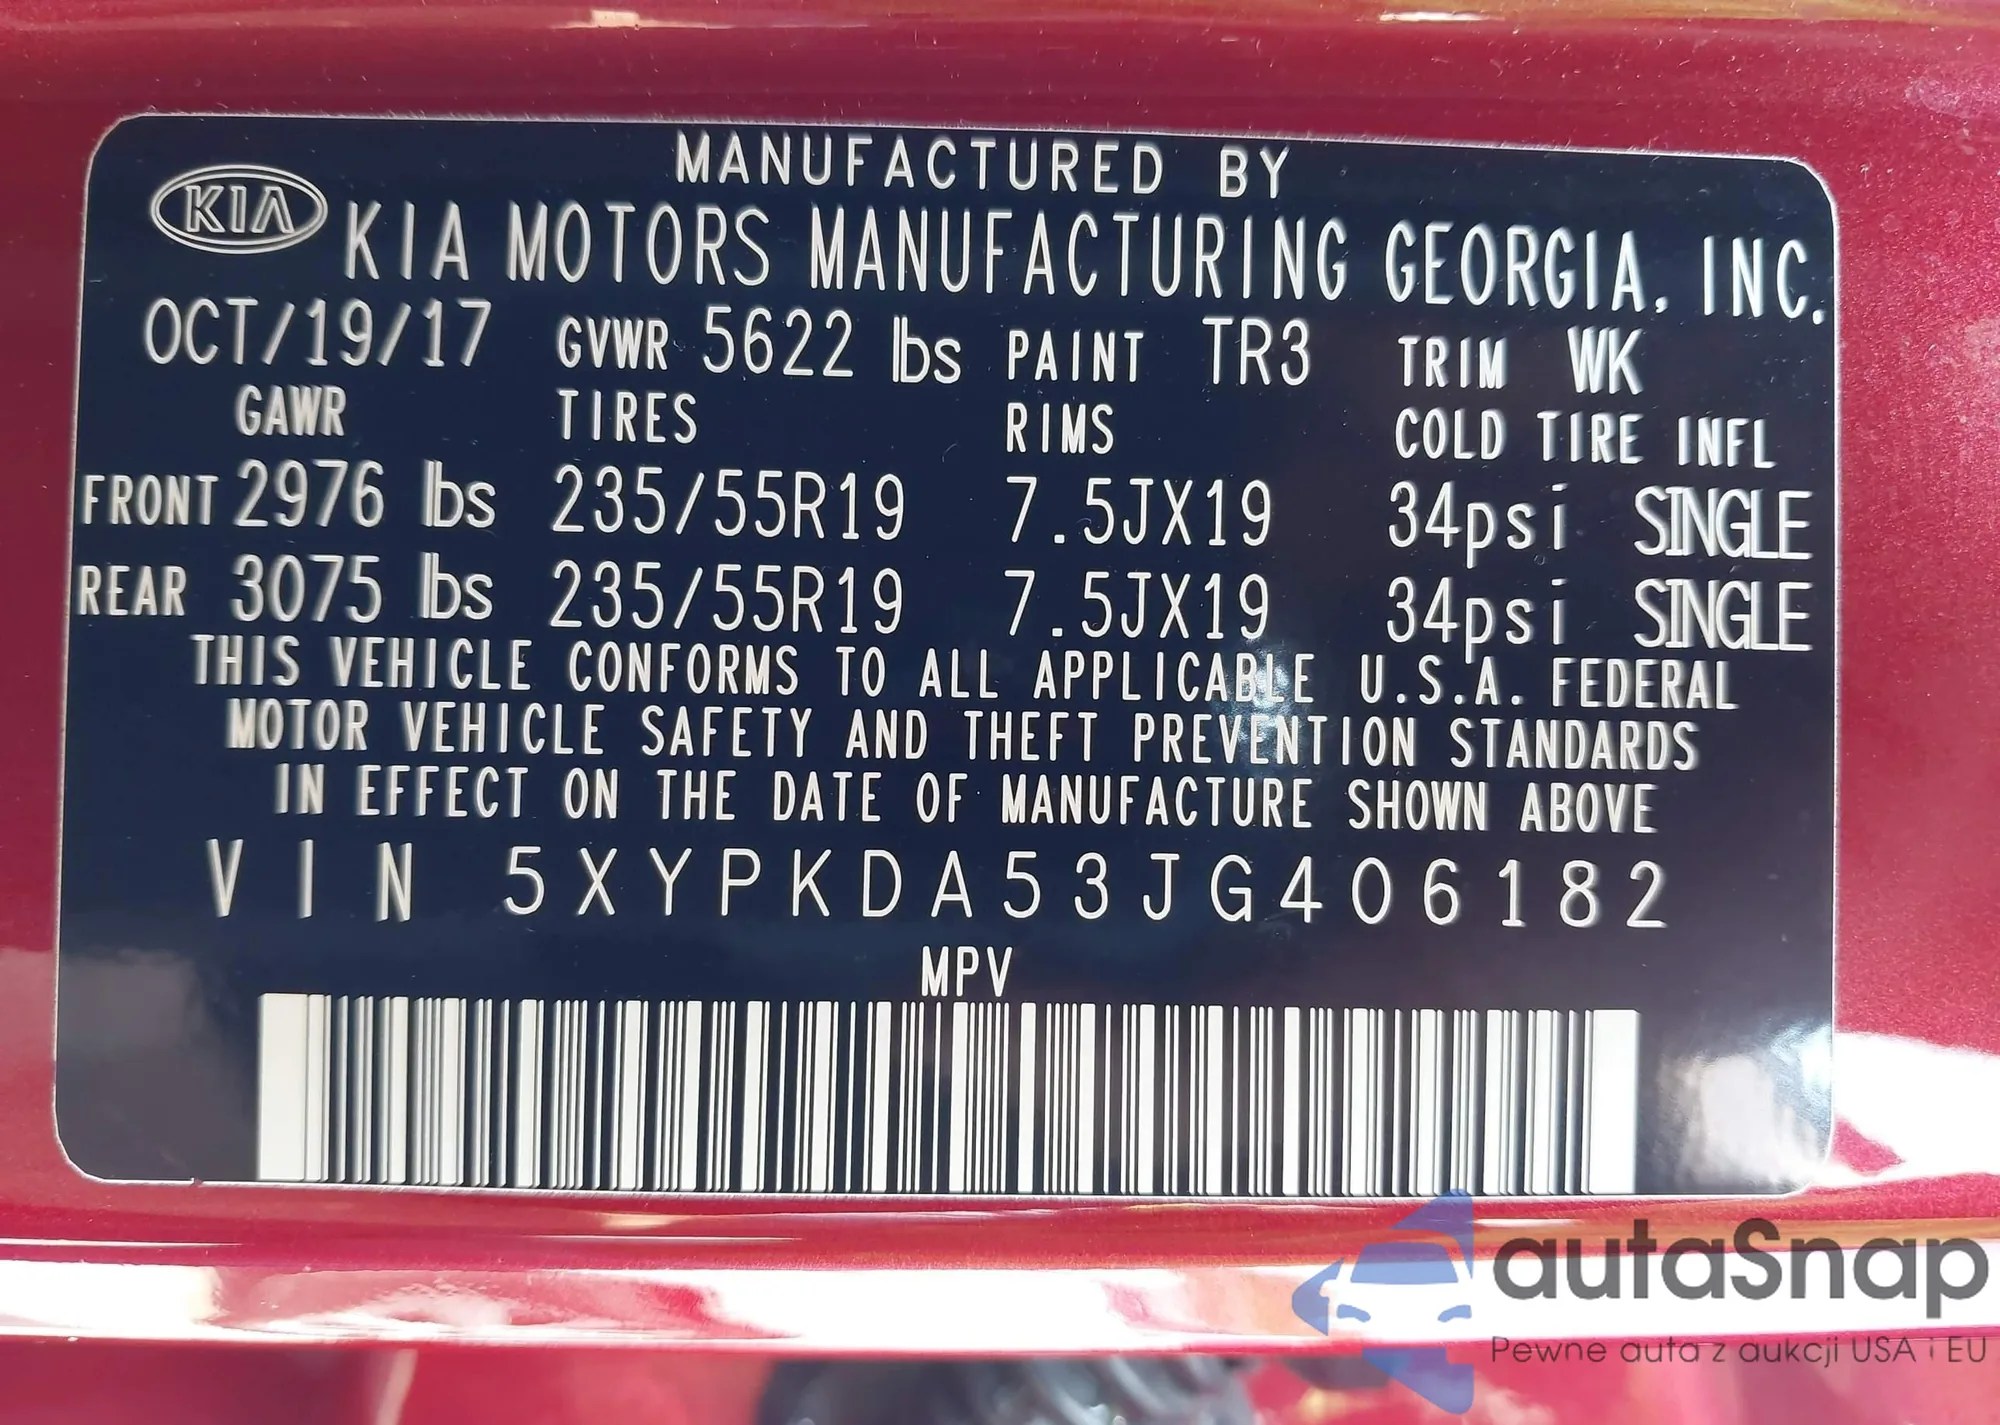 MANUFACTURED BY
KIA KIA MOTORS MANUFACTURING GEORGIA, INC.
OCT/19/17 GVWR 5622 lbs PAINT TR3 TRIM WK
GAWR TIRES RIMS COLD TIRE INFL
FRONT 2976 lbs 235/55R19 7.5JX19 34psi SINGLE
REAR 3075 lbs 235/55R19 7.5JX19 34psi SINGLE
THIS VEHICLE CONFORMS TO ALL APPLICABLE U.S.A. FEDERAL
MOTOR VEHICLE SAFETY AND THEFT PREVENTION STANDARDS
IN EFFECT ON THE DATE OF MANUFACTURE SHOWN ABOVE
VIN 5XYPKDA53JG406182
MPV
autaSnap
Pewne auta z aukcji USA i EU